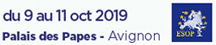 du 9 au 11 oct 2019
Palais des Papes - Avignon
ESOP